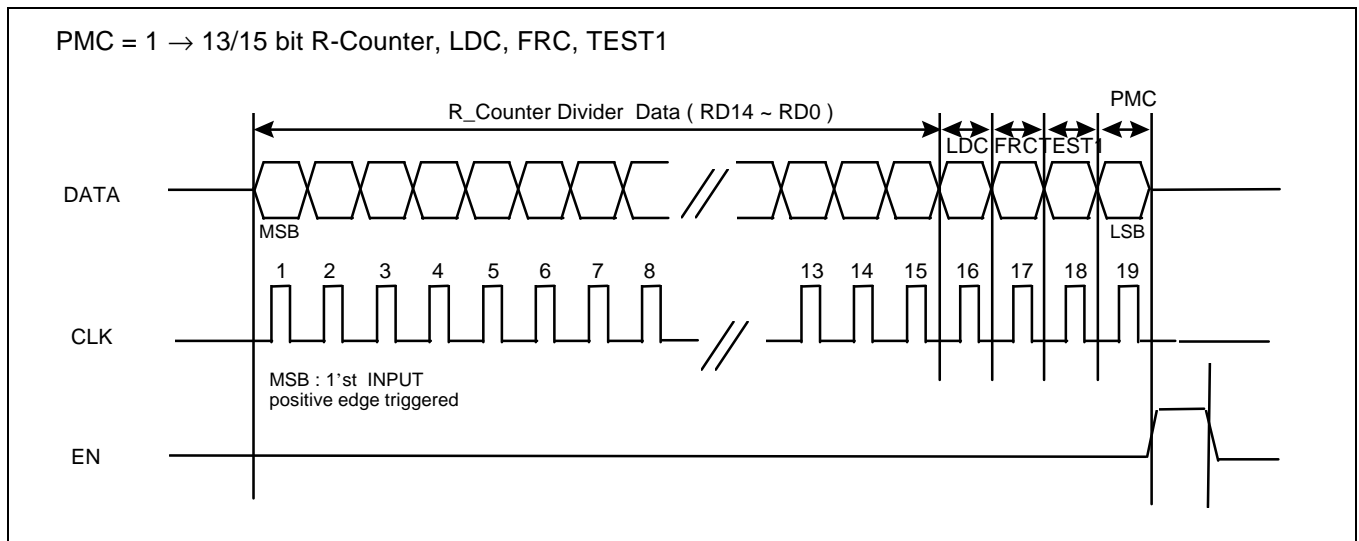 PMC = 1 → 13/15 bit R-Counter, LDC, FRC, TEST1
PMC
R_Counter Divider Data ( RD14 ~ RD0 )
LDC FRC TEST1
DATA
MSB LSB
1 2 3 4 5 6 7 8 13 14 15 16 17 18 19
CLK
MSB : 1’st INPUT
positive edge triggered
EN